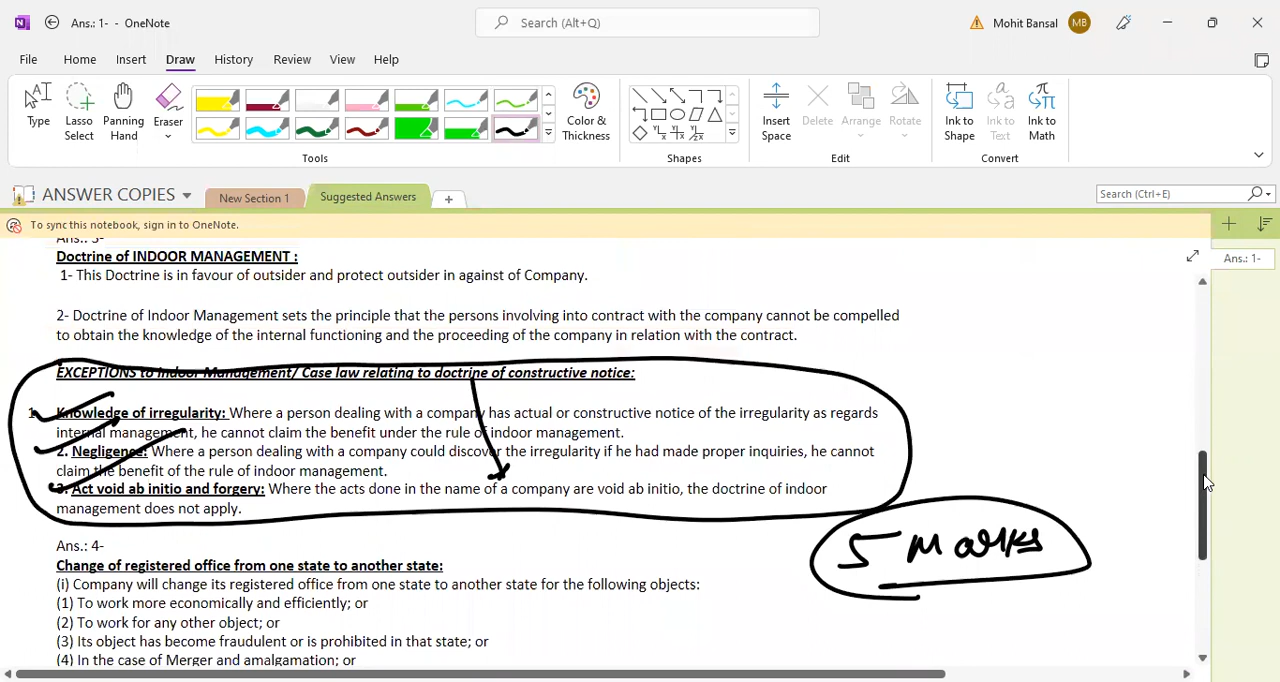 Ans.: 1- - OneNote
Search (Alt+Q)
Mohit Bansal
MB
File Home Insert Draw History Review View Help
Type
Lasso Select
Panning Hand
Eraser
Color & Thickness
Insert Space
Delete
Arrange
Rotate
Ink to Shape
Ink to Text
Ink to Math
Tools
Shapes
Edit
Convert
ANSWER COPIES
New Section 1
Suggested Answers
Search (Ctrl+E)
To sync this notebook, sign in to OneNote.
Ans.: 1-
Ans.: 3-
Doctrine of INDOOR MANAGEMENT :
1- This Doctrine is in favour of outsider and protect outsider in against of Company.
2- Doctrine of Indoor Management sets the principle that the persons involving into contract with the company cannot be compelled
to obtain the knowledge of the internal functioning and the proceeding of the company in relation with the contract.
EXCEPTIONS to Indoor Management/ Case law relating to doctrine of constructive notice:
1. Knowledge of irregularity: Where a person dealing with a company has actual or constructive notice of the irregularity as regards
internal management, he cannot claim the benefit under the rule of indoor management.
2. Negligence: Where a person dealing with a company could discover the irregularity if he had made proper inquiries, he cannot
claim the benefit of the rule of indoor management.
3. Act void ab initio and forgery: Where the acts done in the name of a company are void ab initio, the doctrine of indoor
management does not apply.
5 Marks
Ans.: 4-
Change of registered office from one state to another state:
(i) Company will change its registered office from one state to another state for the following objects:
(1) To work more economically and efficiently; or
(2) To work for any other object; or
(3) Its object has become fraudulent or is prohibited in that state; or
(4) In the case of Merger and amalgamation; or